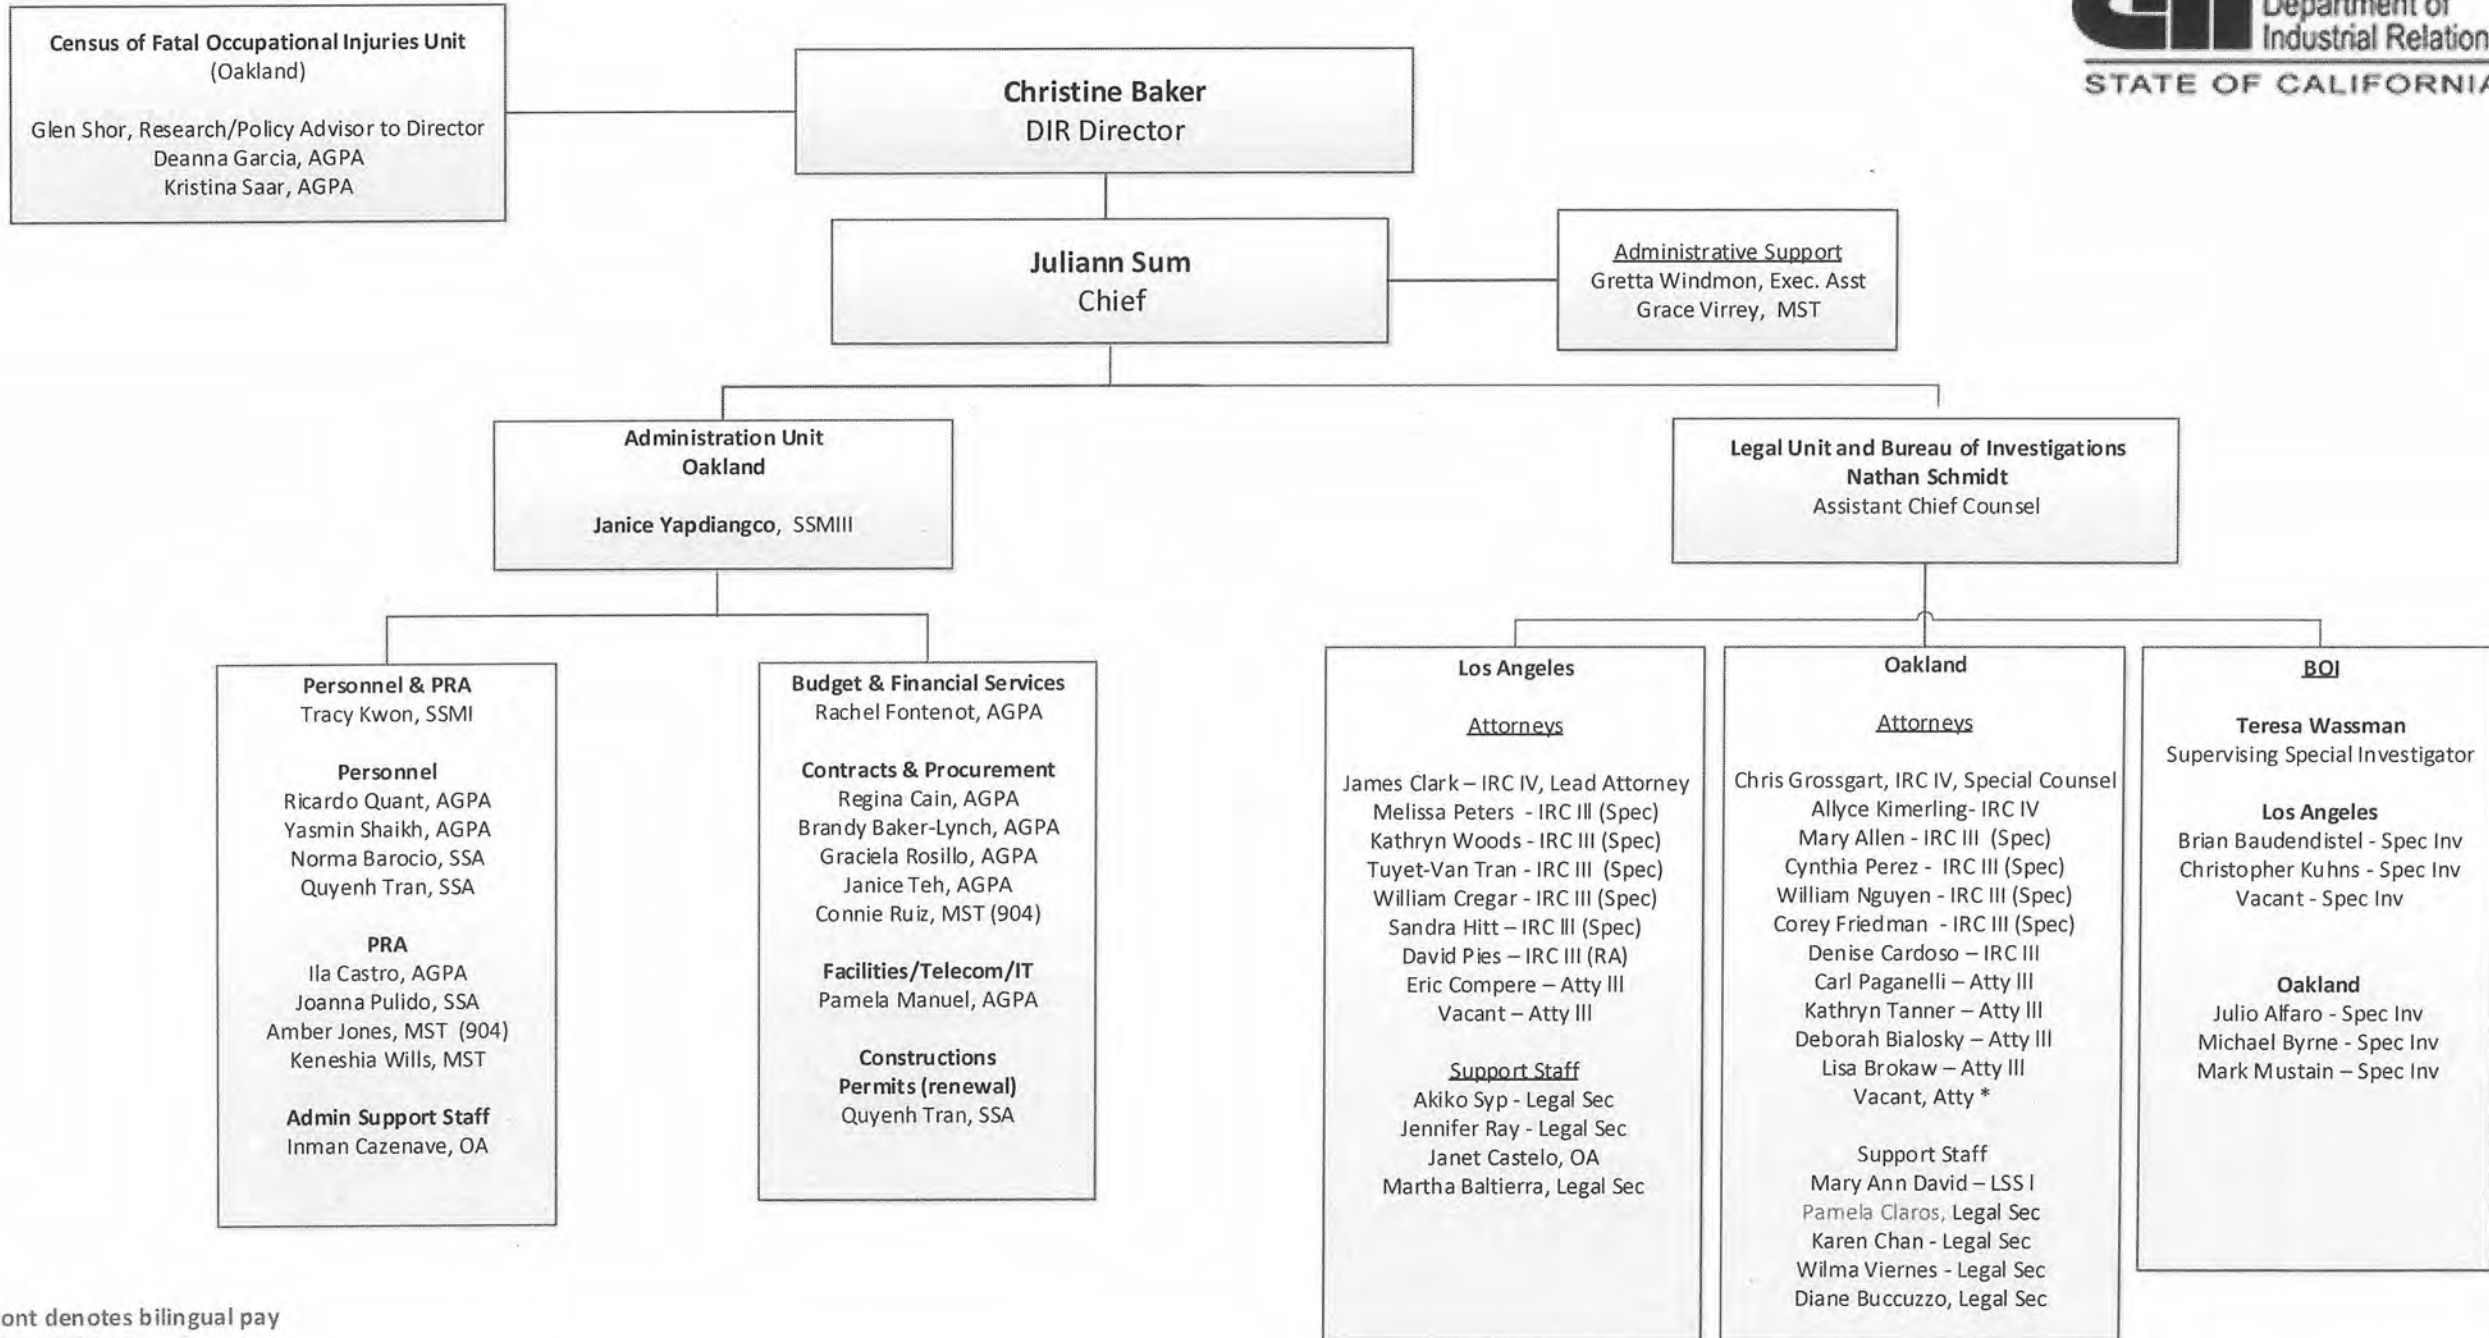 Census of Fatal Occupational Injuries Unit
(Oakland)
Glen Shor, Research/Policy Advisor to Director
Deanna Garcia, AGPA
Kristina Saar, AGPA
Department of
Industrial Relation
STATE OF CALIFORNIA
Christine Baker
DIR Director
Juliann Sum
Chief
Administrative Support
Gretta Windmon, Exec. Asst
Grace Virrey, MST
Administration Unit
Oakland
Janice Yapdiangco, SSMIII
Legal Unit and Bureau of Investigations
Nathan Schmidt
Assistant Chief Counsel
Personnel & PRA
Tracy Kwon, SSMI
Personnel
Ricardo Quant, AGPA
Yasmin Shaikh, AGPA
Norma Barocio, SSA
Quyenh Tran, SSA
PRA
Ila Castro, AGPA
Joanna Pulido, SSA
Amber Jones, MST (904)
Keneshia Wills, MST
Admin Support Staff
Inman Cazenave, OA
Budget & Financial Services
Rachel Fontenot, AGPA
Contracts & Procurement
Regina Cain, AGPA
Brandy Baker-Lynch, AGPA
Graciela Rosillo, AGPA
Janice Teh, AGPA
Connie Ruiz, MST (904)
Facilities/Telecom/IT
Pamela Manuel, AGPA
Constructions
Permits (renewal)
Quyenh Tran, SSA
Los Angeles
Attorneys
James Clark – IRC IV, Lead Attorney
Melissa Peters - IRC III (Spec)
Kathryn Woods - IRC III (Spec)
Tuyet-Van Tran - IRC III (Spec)
William Cregar - IRC III (Spec)
Sandra Hitt – IRC III (Spec)
David Pies – IRC III (RA)
Eric Compere – Atty III
Vacant – Atty III
Support Staff
Akiko Syp - Legal Sec
Jennifer Ray - Legal Sec
Janet Castelo, OA
Martha Baltierra, Legal Sec
Oakland
Attorneys
Chris Grossgart, IRC IV, Special Counsel
Allyce Kimerling- IRC IV
Mary Allen - IRC III (Spec)
Cynthia Perez - IRC III (Spec)
William Nguyen - IRC III (Spec)
Corey Friedman - IRC III (Spec)
Denise Cardoso – IRC III
Carl Paganelli – Atty III
Kathryn Tanner – Atty III
Deborah Bialosky – Atty III
Lisa Brokaw – Atty III
Vacant, Atty *
Support Staff
Mary Ann David – LSS I
Pamela Claros, Legal Sec
Karen Chan - Legal Sec
Wilma Viernes - Legal Sec
Diane Buccuzzo, Legal Sec
BOI
Teresa Wassman
Supervising Special Investigator
Los Angeles
Brian Baudendistel - Spec Inv
Christopher Kuhns - Spec Inv
Vacant - Spec Inv
Oakland
Julio Alfaro - Spec Inv
Michael Byrne - Spec Inv
Mark Mustain – Spec Inv
ont denotes bilingual pay